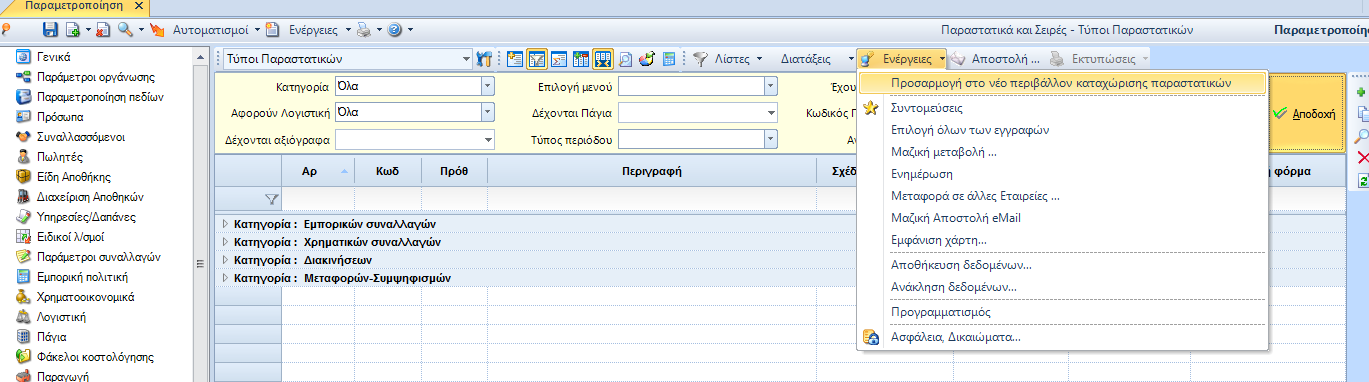 Παραμετροποίηση
Αυτοματισμοί Ενέργειες Παραστατικά και Σειρές - Τύποι Παραστατικών
Γενικά
Παράμετροι οργάνωσης
Παραμετροποίηση πεδίων
Πρόσωπα
Συναλλασσόμενοι
Πωλητές
Είδη Αποθήκης
Διαχείριση Αποθηκών
Υπηρεσίες/Δαπάνες
Ειδικοί λ/σμοί
Παράμετροι συναλλαγών
Εμπορική πολιτική
Χρηματοοικονομικά
Λογιστική
Πάγια
Φάκελοι κοστολόγησης
Παραγωγή
Τύποι Παραστατικών Λίστες Διατάξεις Ενέργειες Αποστολή ... Εκτυπώσεις
Κατηγορία Όλα Επιλογή μενού
Αφορούν Λογιστική Όλα Δέχονται Πάγια Κωδικός
Δέχονται αξιόγραφα Τύπος περιόδου
Αποδοχή
Αρ Κωδ Πρόθ Περιγραφή φόρμα
Κατηγορία : Εμπορικών συναλλαγών
Κατηγορία : Χρηματικών συναλλαγών
Κατηγορία : Διακινήσεων
Κατηγορία : Μεταφορών-Συμψηφισμών
Προσαρμογή στο νέο περιβάλλον καταχώρισης παραστατικών
Συντομεύσεις
Επιλογή όλων των εγγραφών
Μαζική μεταβολή ...
Ενημέρωση
Μεταφορά σε άλλες Εταιρείες ...
Μαζική Αποστολή eMail
Εμφάνιση χάρτη...
Αποθήκευση δεδομένων...
Ανάκληση δεδομένων...
Προγραμματισμός
Ασφάλεια, Δικαιώματα...